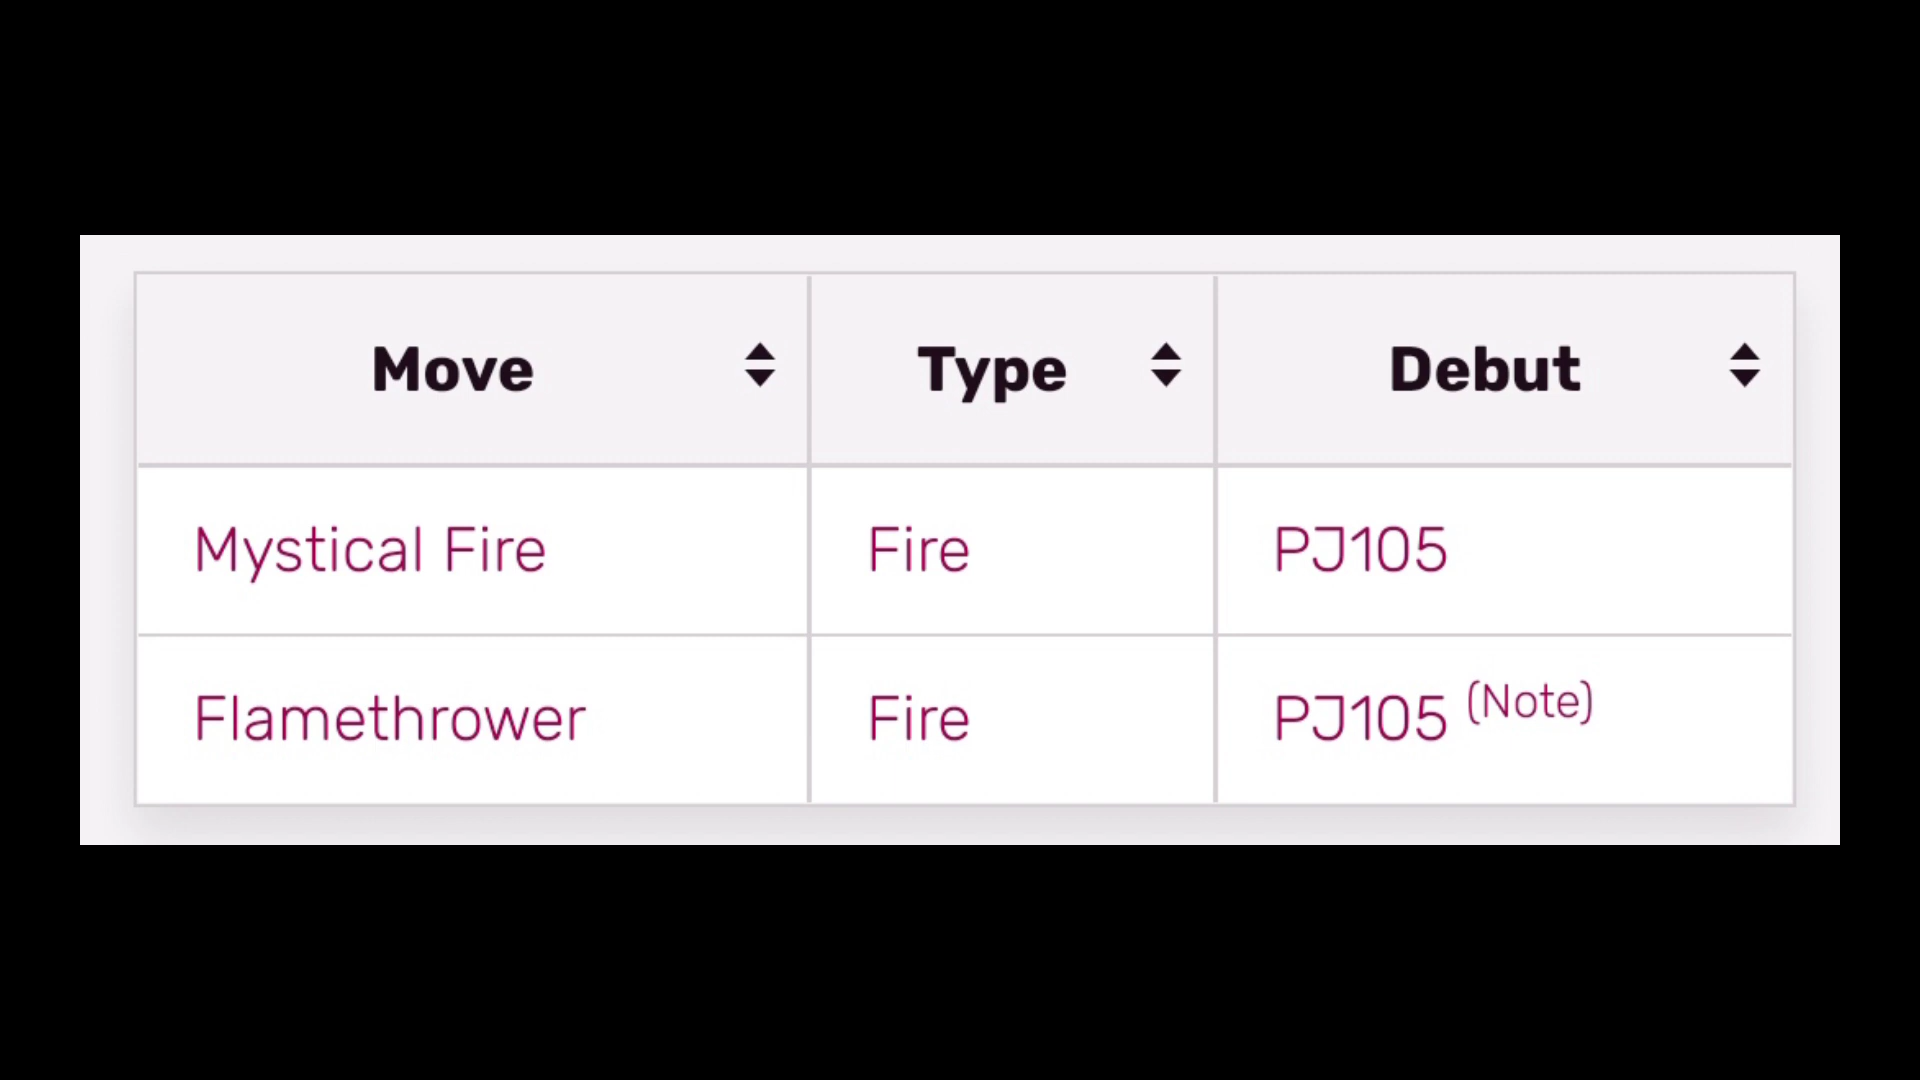 Move Type Debut
Mystical Fire Fire PJ105
Flamethrower Fire PJ105 (Note)